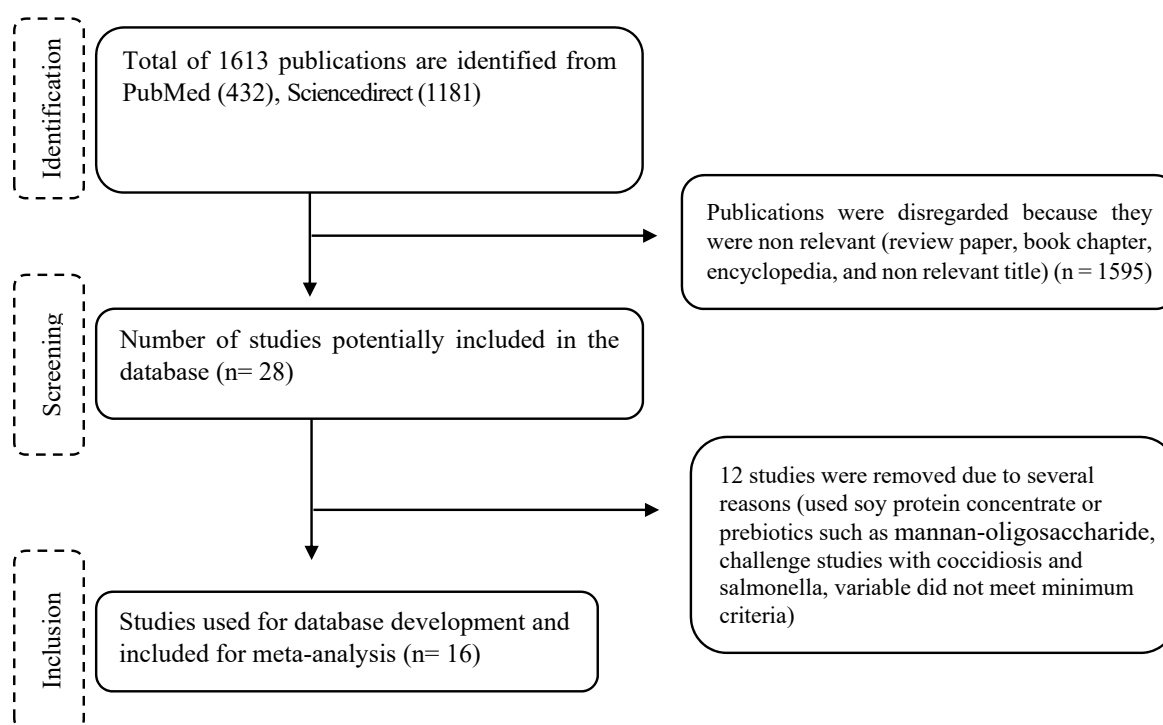 Identification
Total of 1613 publications are identified from
PubMed (432), Sciencedirect (1181)
Publications were disregarded because they
were non relevant (review paper, book chapter,
encyclopedia, and non relevant title) (n = 1595)
Screening
Number of studies potentially included in the
database (n= 28)
12 studies were removed due to several
reasons (used soy protein concentrate or
prebiotics such as mannan-oligosaccharide,
challenge studies with coccidiosis and
salmonella, variable did not meet minimum
criteria)
Inclusion
Studies used for database development and
included for meta-analysis (n= 16)